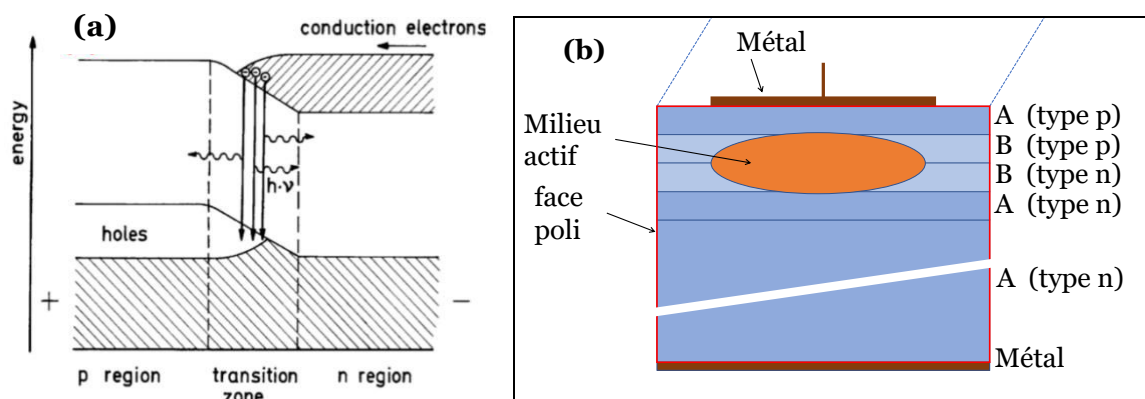 (a)
conduction electrons
energy
h·ν
holes
+
−
p region
transition
zone
n region
(b)
Métal
Milieu
actif
face
poli
A (type p)
B (type p)
B (type n)
A (type n)
A (type n)
Métal